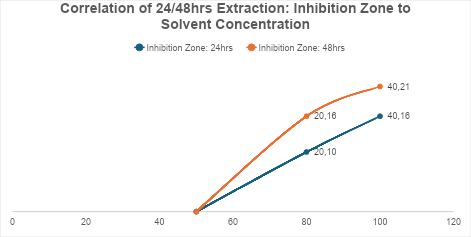 Correlation of 24/48hrs Extraction: Inhibition Zone to
Solvent Concentration
Inhibition Zone: 24hrs Inhibition Zone: 48hrs
40,21
20,16
40,16
20,10
0 20 40 60 80 100 120